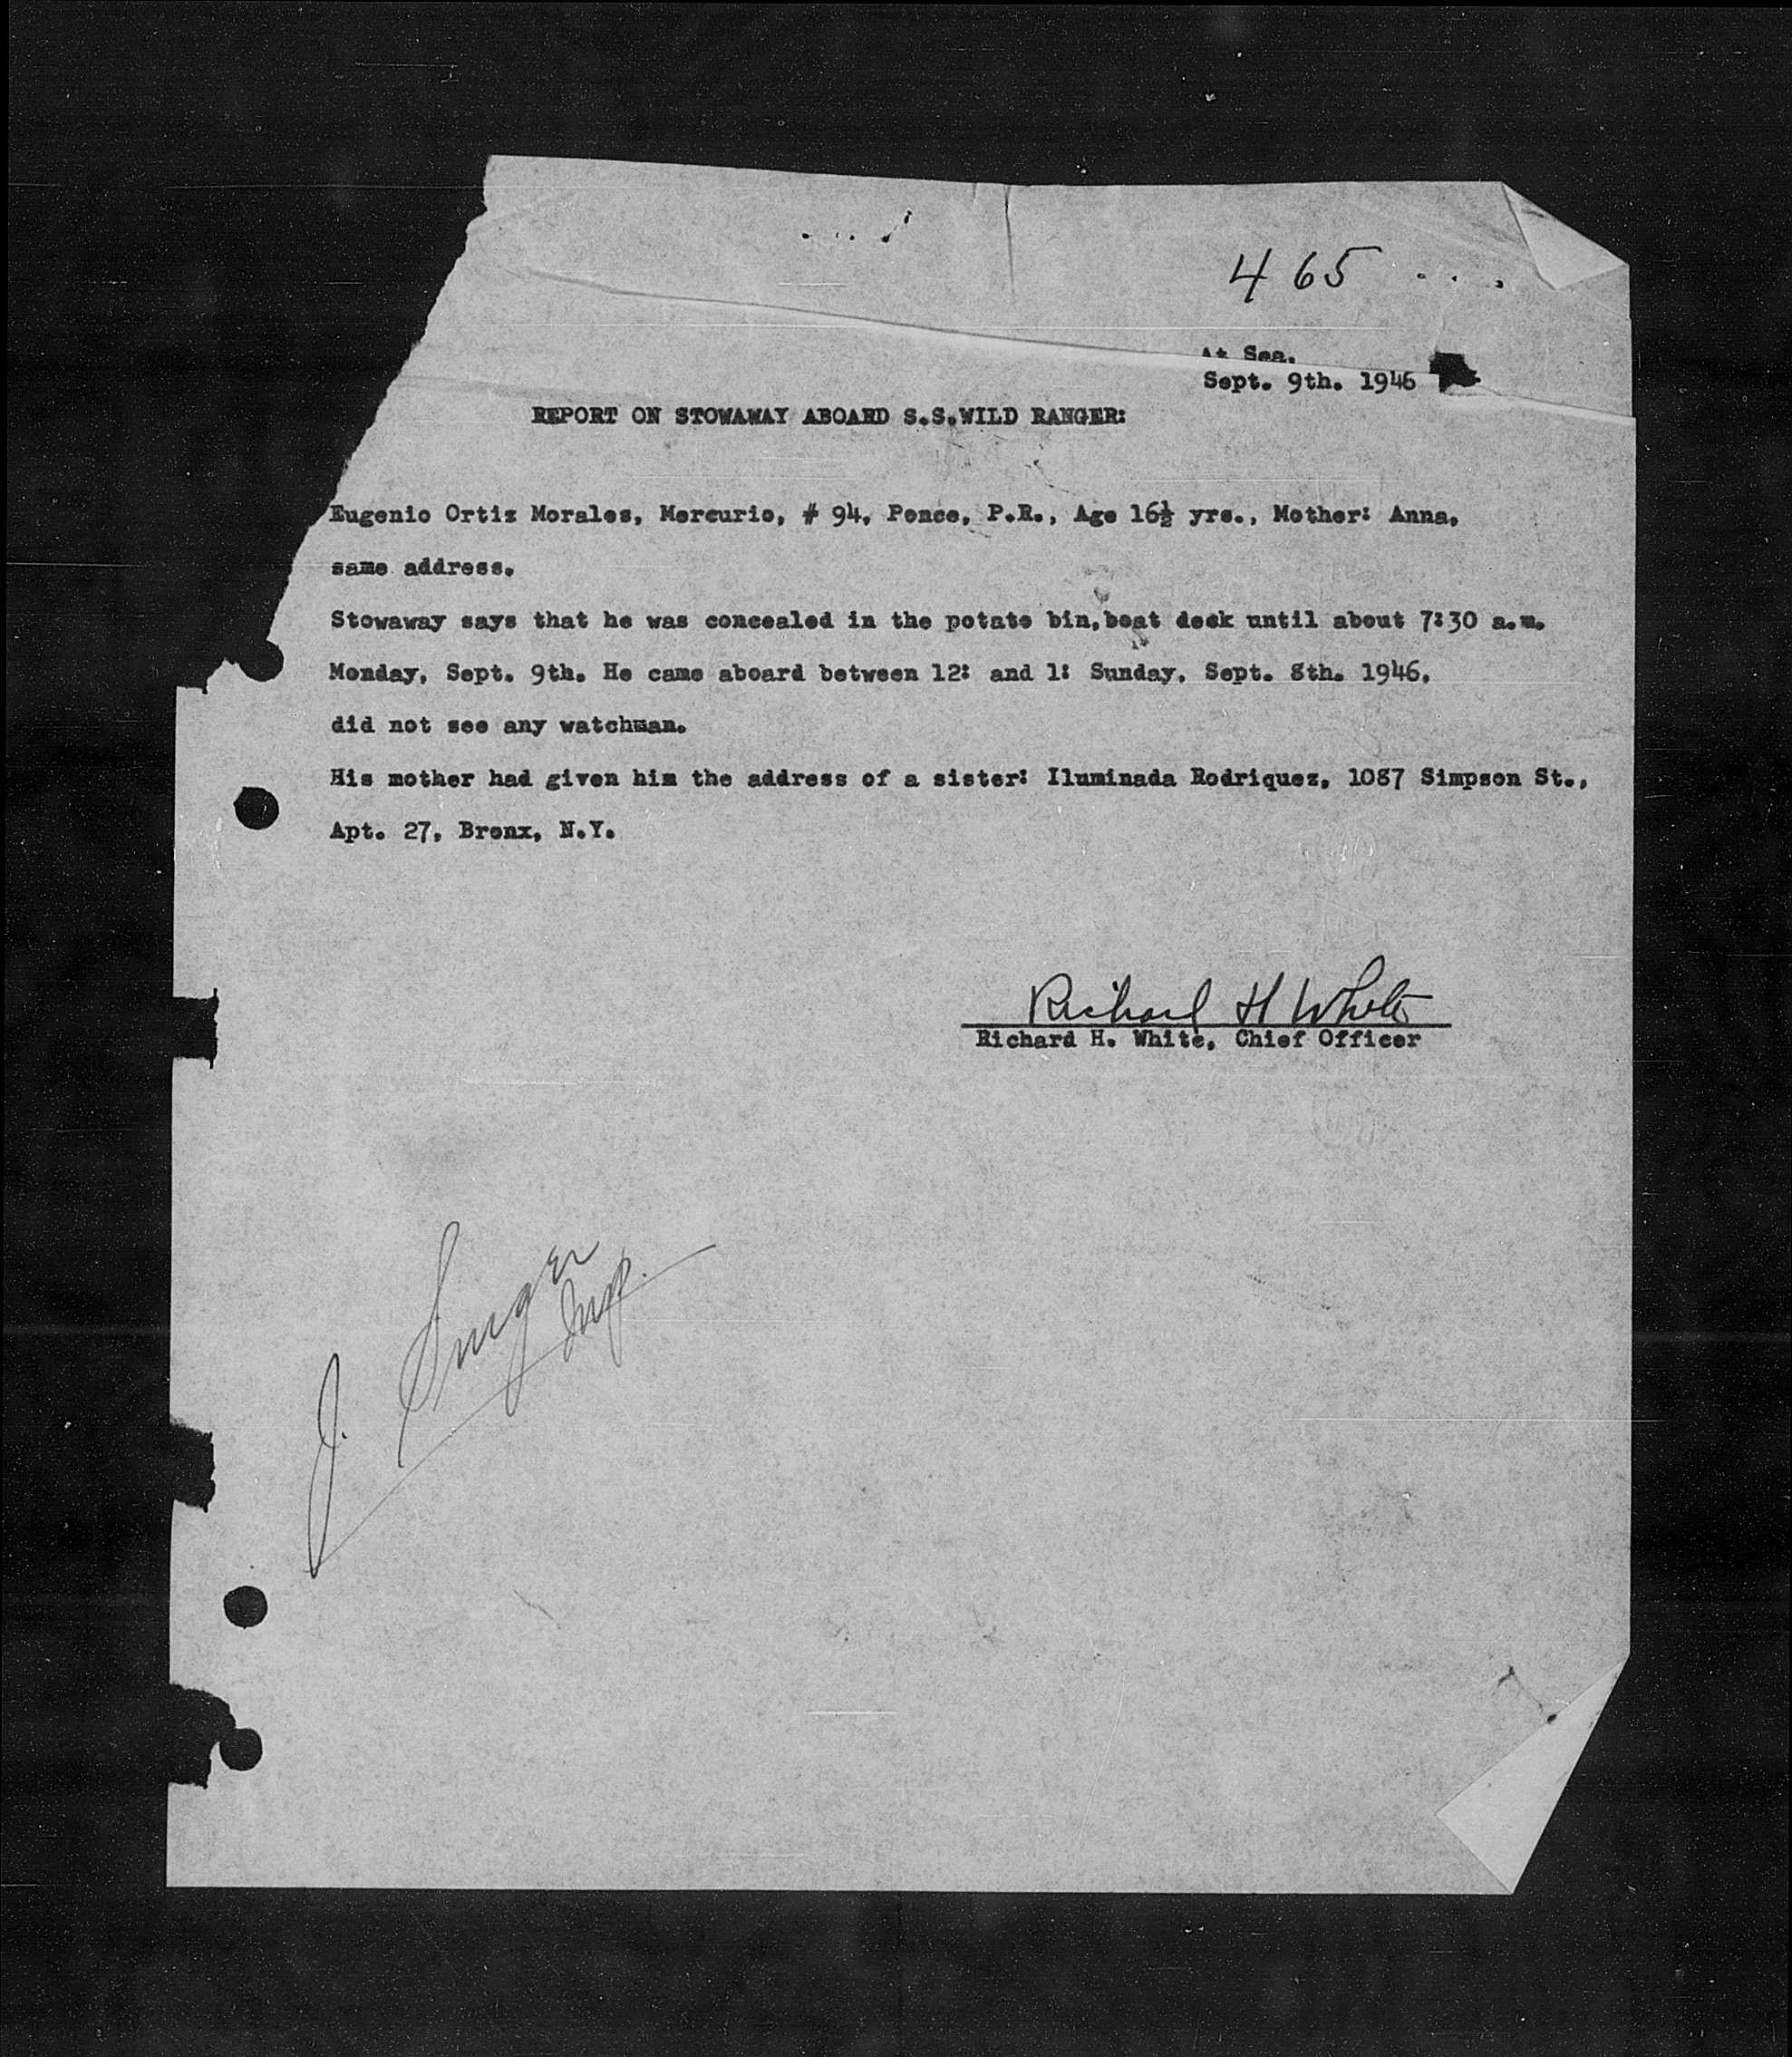 465
At Sea.
Sept. 9th. 1946
REPORT ON STOWAWAY ABOARD S.S.WILD RANGER:
Eugenio Ortiz Morales, Mercurio, # 94, Ponce, P.R., Age 16½ yrs., Mother: Anna,
same address.
Stowaway says that he was concealed in the potato bin,boat deck until about 7:30 a.m.
Monday, Sept. 9th. He came aboard between 12: and 1: Sunday, Sept. 8th. 1946,
did not see any watchman.
His mother had given him the address of a sister: Iluminada Rodriquez, 1087 Simpson St.,
Apt. 27, Bronx, N.Y.
Richard H White
Richard H. White, Chief Officer
J. Singer
Insp.